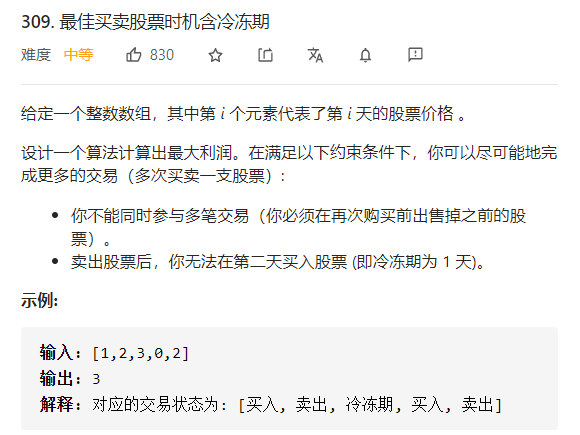 309. 最佳买卖股票时机含冷冻期
难度 中等 830
给定一个整数数组，其中第 i 个元素代表了第 i 天的股票价格 。
设计一个算法计算出最大利润。在满足以下约束条件下，你可以尽可能地完
成更多的交易（多次买卖一支股票）:
• 你不能同时参与多笔交易（你必须在再次购买前出售掉之前的股
票）。
• 卖出股票后，你无法在第二天买入股票 (即冷冻期为 1 天)。
示例:
输入: [1,2,3,0,2]
输出: 3
解释: 对应的交易状态为: [买入, 卖出, 冷冻期, 买入, 卖出]